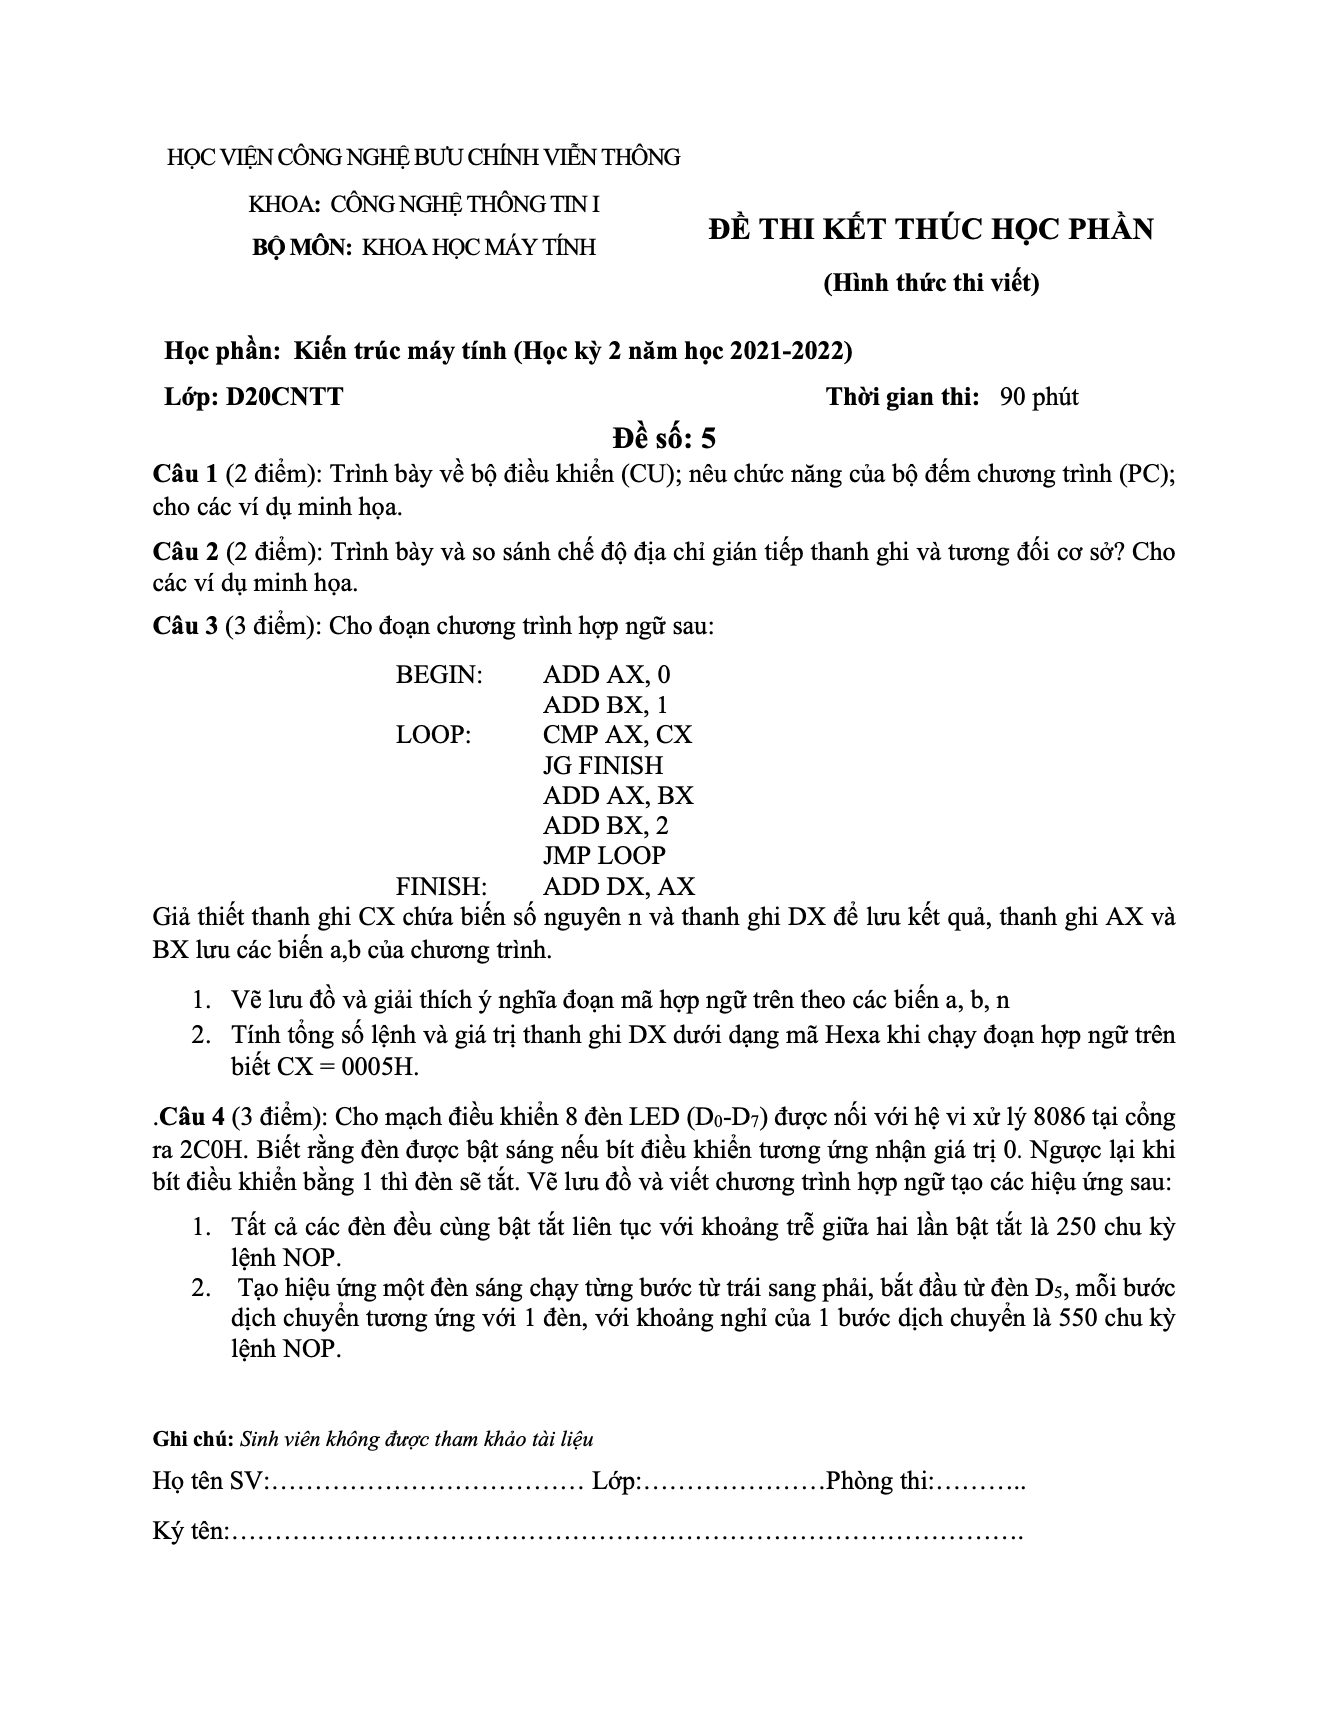 HỌC VIỆN CÔNG NGHỆ BƯU CHÍNH VIỄN THÔNG
KHOA: CÔNG NGHỆ THÔNG TIN I
BỘ MÔN: KHOA HỌC MÁY TÍNH
ĐỀ THI KẾT THÚC HỌC PHẦN
(Hình thức thi viết)
Học phần: Kiến trúc máy tính (Học kỳ 2 năm học 2021-2022)
Lớp: D20CNTT Thời gian thi: 90 phút
Đề số: 5
Câu 1 (2 điểm): Trình bày về bộ điều khiển (CU); nêu chức năng của bộ đếm chương trình (PC);
cho các ví dụ minh họa.
Câu 2 (2 điểm): Trình bày và so sánh chế độ địa chỉ gián tiếp thanh ghi và tương đối cơ sở? Cho
các ví dụ minh họa.
Câu 3 (3 điểm): Cho đoạn chương trình hợp ngữ sau:
BEGIN: ADD AX, 0
ADD BX, 1
LOOP: CMP AX, CX
JG FINISH
ADD AX, BX
ADD BX, 2
JMP LOOP
FINISH: ADD DX, AX
Giả thiết thanh ghi CX chứa biến số nguyên n và thanh ghi DX để lưu kết quả, thanh ghi AX và
BX lưu các biến a,b của chương trình.
1. Vẽ lưu đồ và giải thích ý nghĩa đoạn mã hợp ngữ trên theo các biến a, b, n
2. Tính tổng số lệnh và giá trị thanh ghi DX dưới dạng mã Hexa khi chạy đoạn hợp ngữ trên
biết CX = 0005H.
.Câu 4 (3 điểm): Cho mạch điều khiển 8 đèn LED (D0-D7) được nối với hệ vi xử lý 8086 tại cổng
ra 2C0H. Biết rằng đèn được bật sáng nếu bít điều khiển tương ứng nhận giá trị 0. Ngược lại khi
bít điều khiển bằng 1 thì đèn sẽ tắt. Vẽ lưu đồ và viết chương trình hợp ngữ tạo các hiệu ứng sau:
1. Tất cả các đèn đều cùng bật tắt liên tục với khoảng trễ giữa hai lần bật tắt là 250 chu kỳ
lệnh NOP.
2. Tạo hiệu ứng một đèn sáng chạy từng bước từ trái sang phải, bắt đầu từ đèn D5, mỗi bước
dịch chuyển tương ứng với 1 đèn, với khoảng nghỉ của 1 bước dịch chuyển là 550 chu kỳ
lệnh NOP.
Ghi chú: Sinh viên không được tham khảo tài liệu
Họ tên SV:……………………………… Lớp:…………………Phòng thi:………..
Ký tên:……………………………………………………………………………….